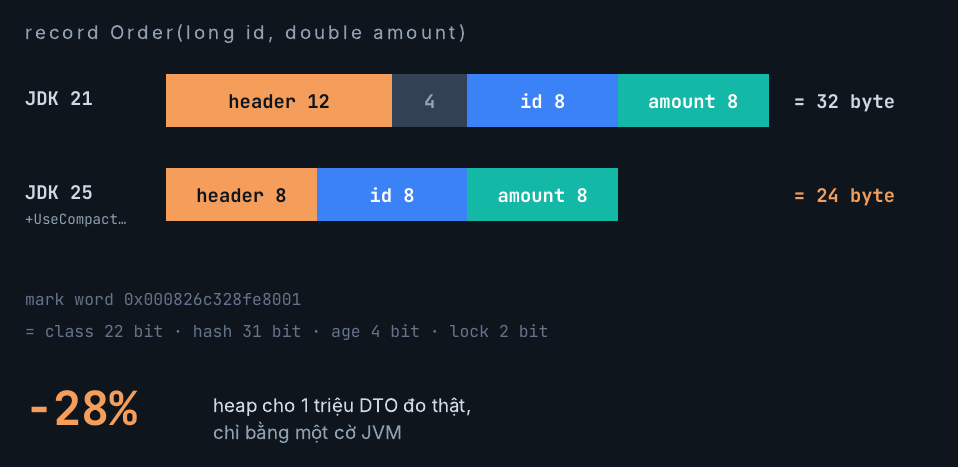 record Order(long id, double amount)
JDK 21
header 12
4
id 8
amount 8
= 32 byte
JDK 25
+UseCompact…
header 8
id 8
amount 8
= 24 byte
mark word 0x000826c328fe8001
= class 22 bit · hash 31 bit · age 4 bit · lock 2 bit
-28%
heap cho 1 triệu DTO đo thật,
chỉ bằng một cờ JVM